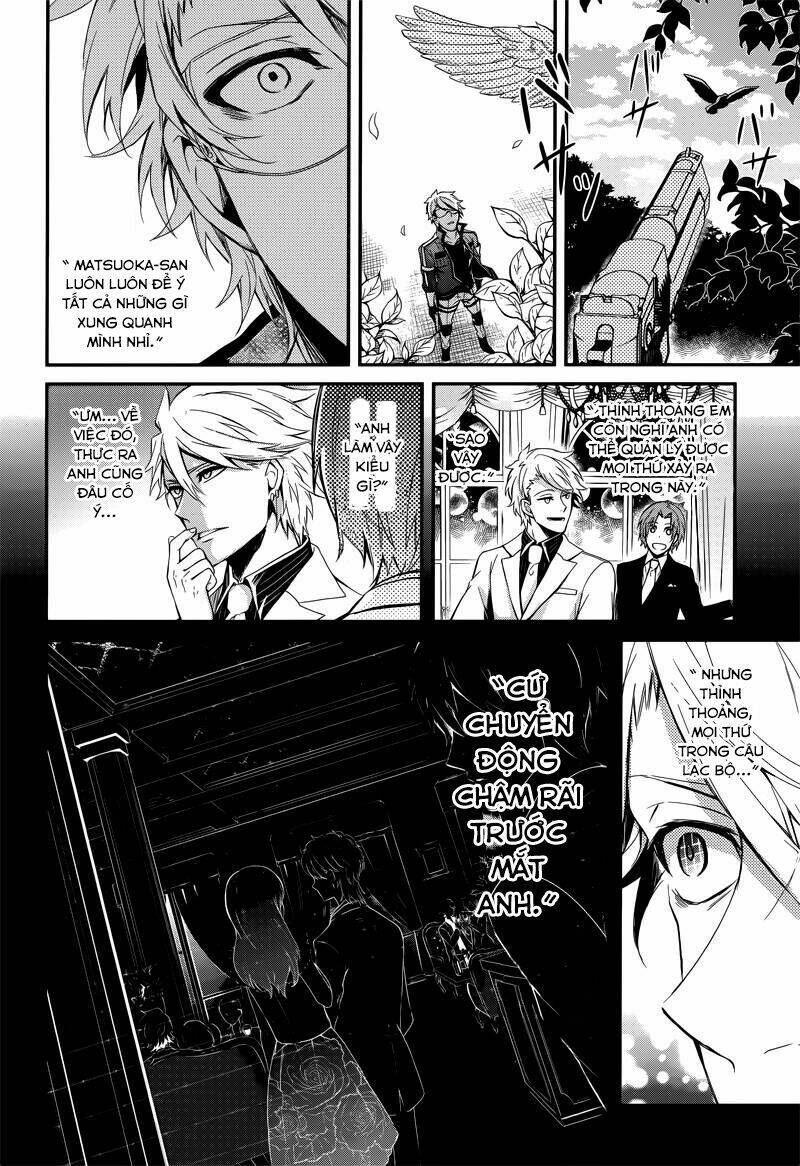 “ MATSUOKA-SAN
LUÔN LUÔN ĐỂ Ý
TẤT CẢ NHỮNG GÌ
XUNG QUANH
MÌNH NHỈ.“
“ THỈNH THOẢNG EM
CÒN NGHĨ ANH CÓ
THỂ QUẢN LÝ ĐƯỢC
MỌI THỨ XẢY RA
TRONG NÀY.“
“SAO
VẬY
ĐƯỢC.“
“ANH
LÀM VẬY
KIỂU
GÌ?“
“ƯM... VỀ
VIỆC ĐÓ,
THỰC RA
ANH CŨNG
ĐÂU CỐ
Ý...
“ NHƯNG
THỈNH
THOẢNG,
MỌI THỨ
TRONG CÂU
LẠC BỘ...“
“CỨ
CHUYỂN
ĐỘNG
CHẬM RÃI
TRƯỚC
MẮT
ANH.“